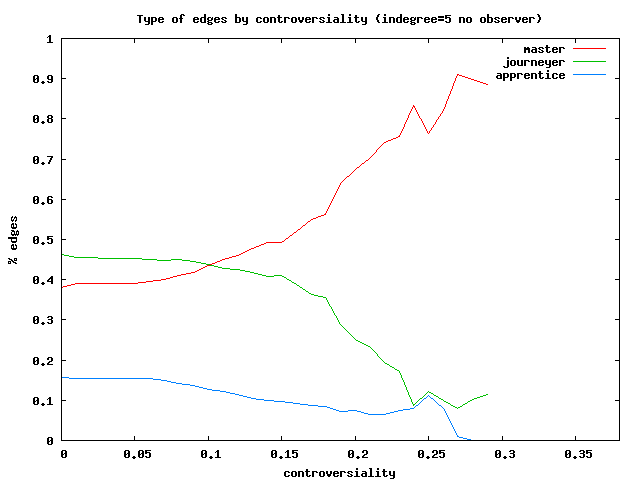 Type of edges by controversiality (indegree=5 no observer)
master
journeyer
apprentice
1
0.9
0.8
0.7
0.6
0.5
0.4
0.3
0.2
0.1
0
% edges
0 0.05 0.1 0.15 0.2 0.25 0.3 0.35
controversiality